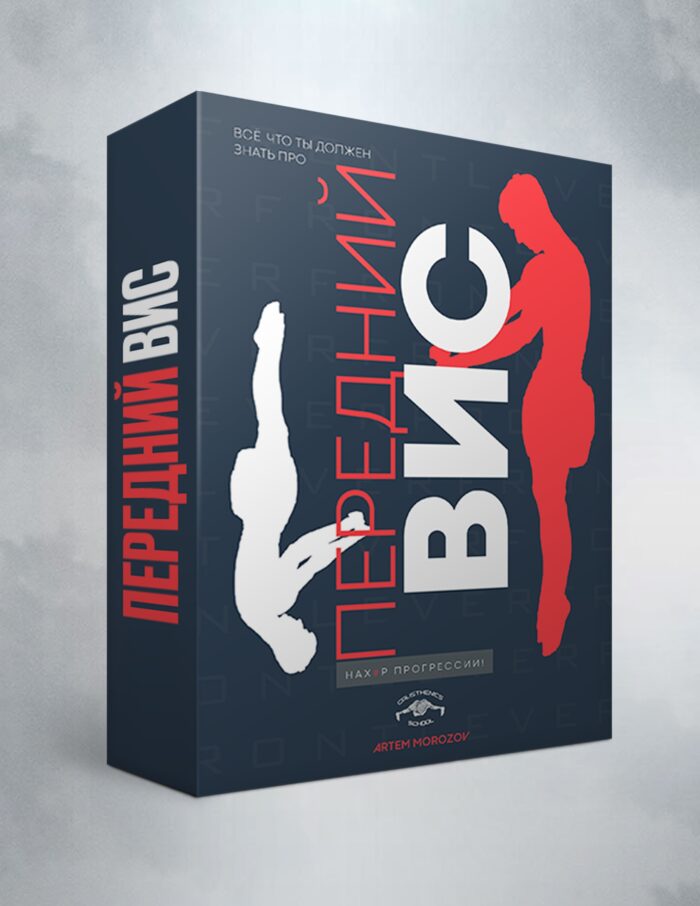 ПЕРЕДНИЙ ВИС
ВСЁ, ЧТО ТЫ ДОЛЖЕН
ЗНАТЬ ПРО
ПЕРЕДНИЙ
ВИС
НАХ*Р ПРОГРЕССИИ!
CALISTHENICS
SCHOOL
ARTEM MOROZOV